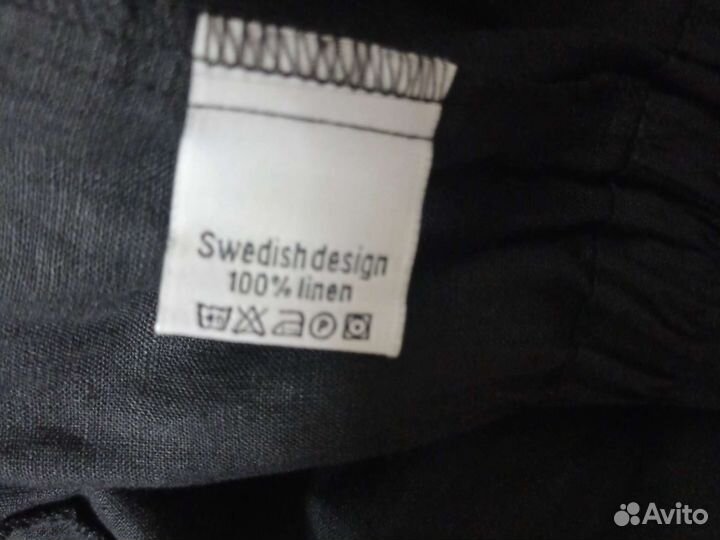 Swedish design
100% linen
P
Avito